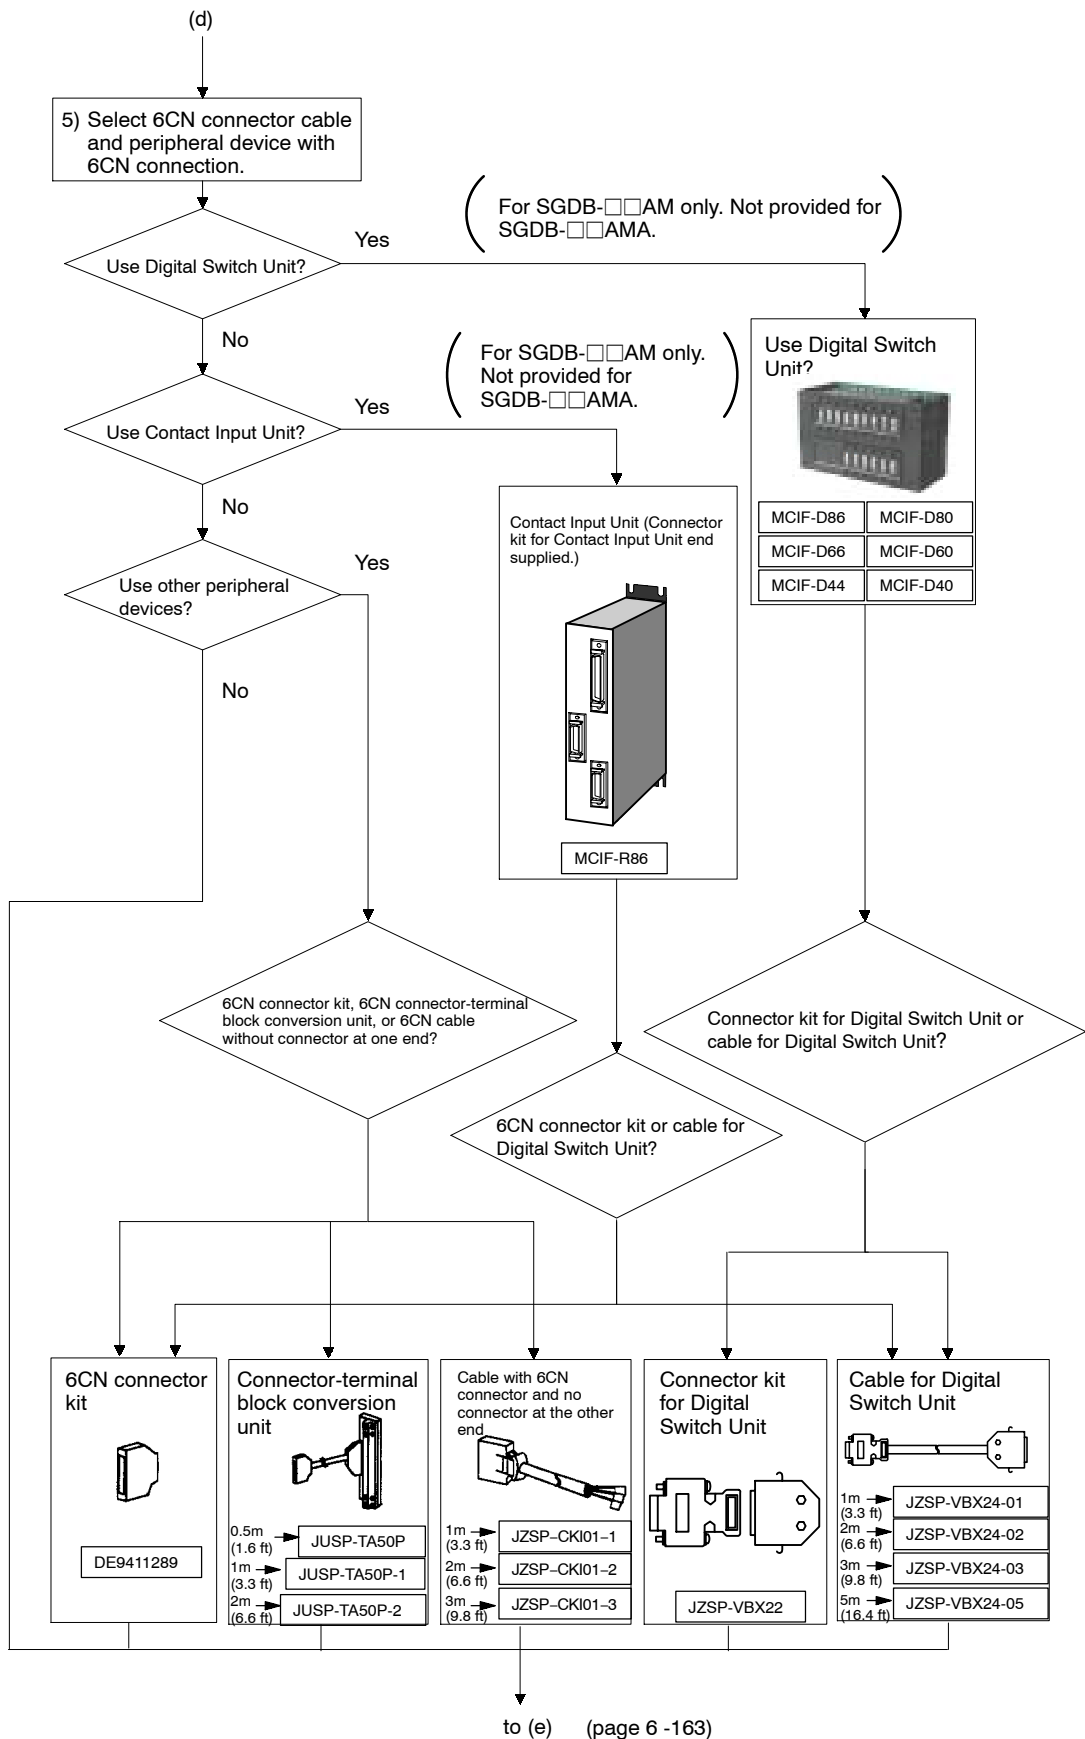 (d)
5) Select 6CN connector cable
and peripheral device with
6CN connection.
For SGDB-□□AM only. Not provided for
SGDB-□□AMA.
Yes
Use Digital Switch Unit?
No
For SGDB-□□AM only.
Not provided for
SGDB-□□AMA.
Use Digital Switch
Unit?
Yes
Use Contact Input Unit?
MCIF-D86
MCIF-D80
MCIF-D66
MCIF-D60
MCIF-D44
MCIF-D40
No
Contact Input Unit (Connector
kit for Contact Input Unit end
supplied.)
Yes
Use other peripheral
devices?
No
MCIF-R86
6CN connector kit, 6CN connector-terminal
block conversion unit, or 6CN cable
without connector at one end?
Connector kit for Digital Switch Unit or
cable for Digital Switch Unit?
6CN connector kit or cable for
Digital Switch Unit?
6CN connector
kit
DE9411289
Connector-terminal
block conversion
unit
0.5m
(1.6 ft)
JUSP-TA50P
1m
(3.3 ft)
JUSP-TA50P-1
2m
(6.6 ft)
JUSP-TA50P-2
Cable with 6CN
connector and no
connector at the other
end
1m
(3.3 ft)
JZSP–CKI01–1
2m
(6.6 ft)
JZSP–CKI01–2
3m
(9.8 ft)
JZSP–CKI01–3
Connector kit
for Digital
Switch Unit
JZSP-VBX22
Cable for Digital
Switch Unit
1m
(3.3 ft)
JZSP-VBX24-01
2m
(6.6 ft)
JZSP-VBX24-02
3m
(9.8 ft)
JZSP-VBX24-03
5m
(16.4 ft)
JZSP-VBX24-05
to (e) (page 6 -163)